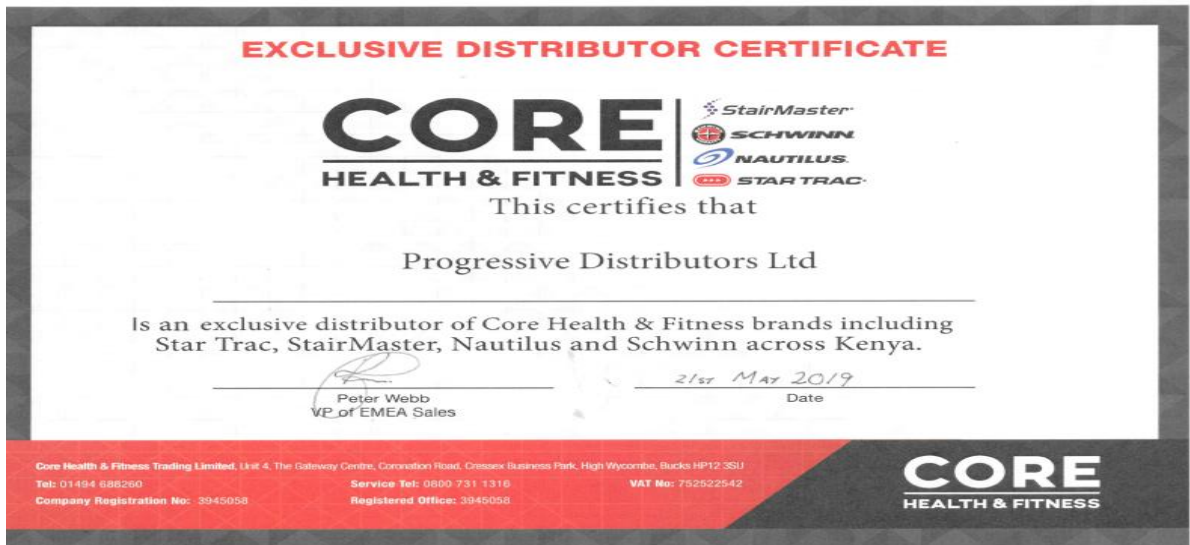 EXCLUSIVE DISTRIBUTOR CERTIFICATE
CORE
HEALTH & FITNESS
StairMaster
SCHWINN
NAUTILUS
STAR TRAC
This certifies that
Progressive Distributors Ltd
Is an exclusive distributor of Core Health & Fitness brands including
Star Trac, StairMaster, Nautilus and Schwinn across Kenya.
21ST MAY 2019
Peter Webb
Date
VP of EMEA Sales
Core Health & Fitness Trading Limited, Unit 4, The Gateway Centre, Coronation Road, Cressex Business Park, High Wycombe, Bucks HP12 3SU
Tel: 01494 688260 Service Tel: 0800 731 1316 VAT No: 752522542
Company Registration No: 3945058 Registered Office: 3945058
CORE
HEALTH & FITNESS